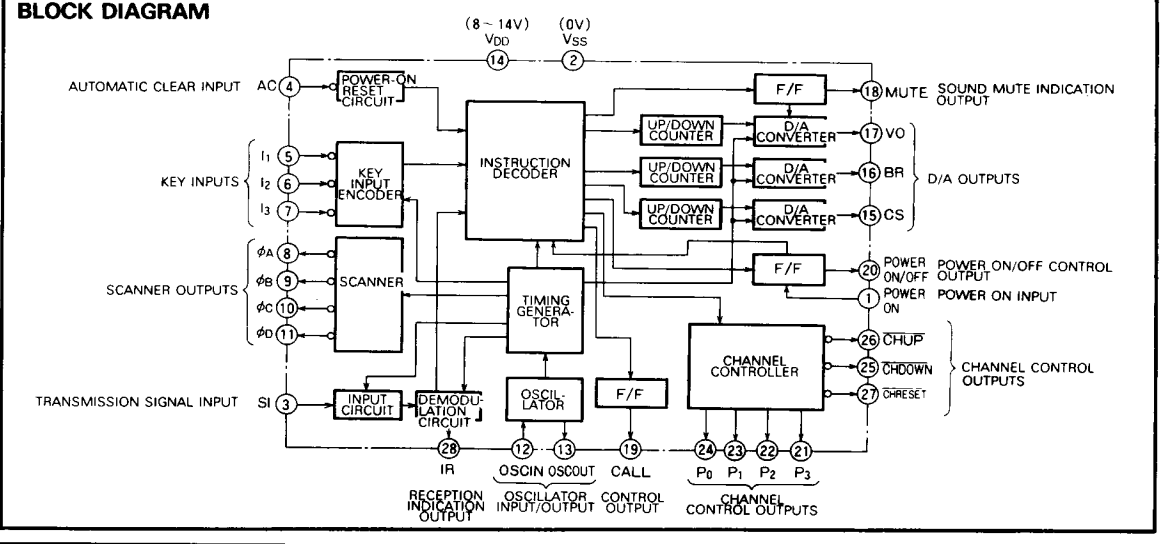 BLOCK DIAGRAM
(8~14V)
VDD
14
(0V)
VSS
2
AUTOMATIC CLEAR INPUT
AC
4
POWER-ON
RESET
CIRCUIT
KEY INPUTS
I1
5
I2
6
I3
7
KEY
INPUT
ENCODER
SCANNER OUTPUTS
φA
8
φB
9
φC
10
φD
11
SCANNER
TRANSMISSION SIGNAL INPUT
SI
3
INPUT
CIRCUIT
DEMODU-
LATION
CIRCUIT
INSTRUCTION
DECODER
TIMING
GENERA-
TOR
OSCIL-
LATOR
F/F
UP/DOWN
COUNTER
UP/DOWN
COUNTER
UP/DOWN
COUNTER
F/F
D/A
CONVERTER
D/A
CONVERTER
D/A
CONVERTER
F/F
CHANNEL
CONTROLLER
18
MUTE
SOUND MUTE INDICATION
OUTPUT
17
VO
16
BR
15
CS
D/A OUTPUTS
20
POWER
ON/OFF
POWER ON/OFF CONTROL
OUTPUT
1
POWER
ON
POWER ON INPUT
26
CHUP
25
CHDOWN
27
CHRESET
CHANNEL CONTROL
OUTPUTS
28
IR
RECEPTION
INDICATION
OUTPUT
12
13
OSCIN OSCOUT
OSCILLATOR
INPUT/OUTPUT
19
CALL
CONTROL
OUTPUT
24
23
22
21
P0
P1
P2
P3
CHANNEL
CONTROL OUTPUTS